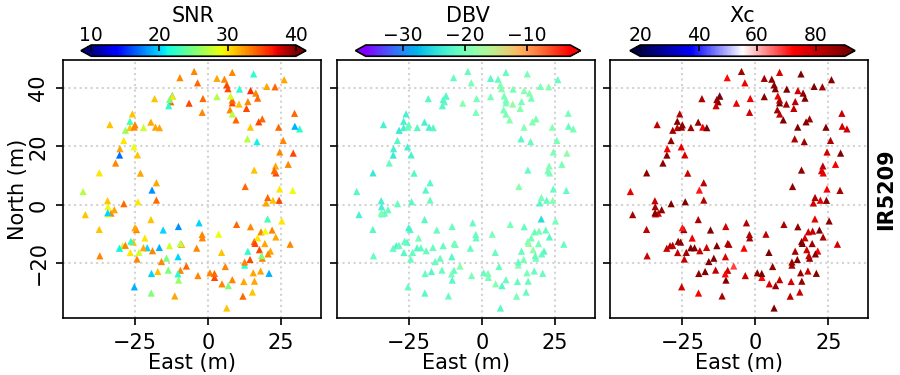 SNR DBV Xc
10 20 30 40 −30 −20 −10 20 40 60 80
40
20
0
−20
North (m)
IR5209
−25 0 25 −25 0 25 −25 0 25
East (m) East (m) East (m)